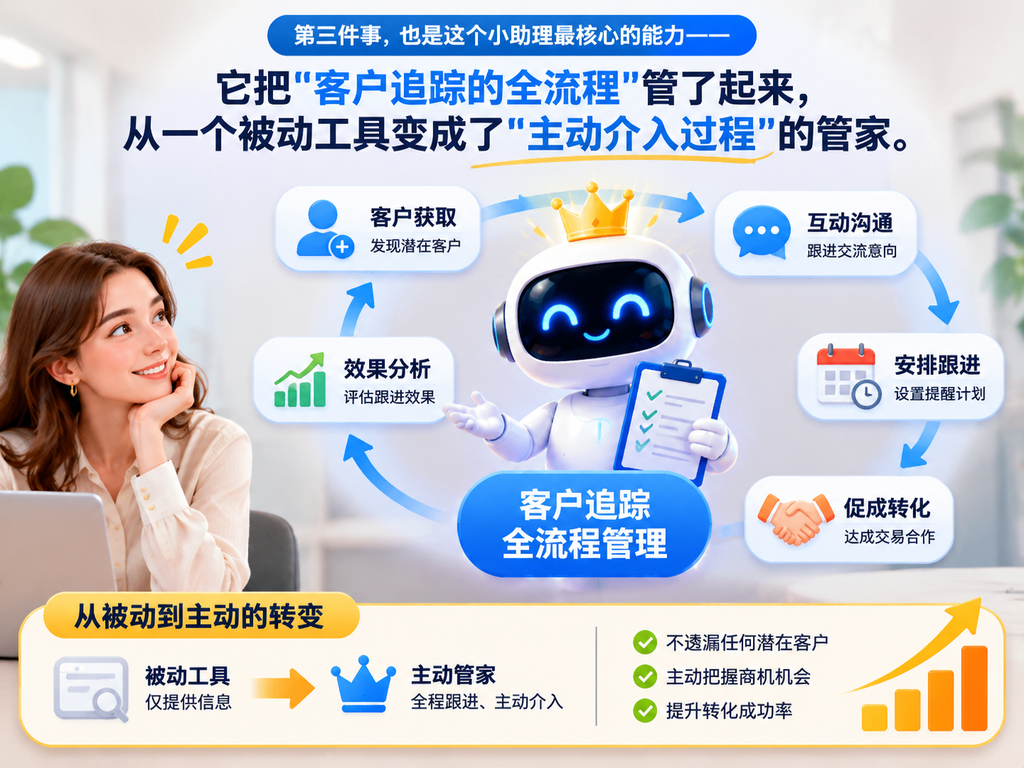 第三件事，也是这个小助理最核心的能力——
它把“客户追踪的全流程”管了起来，
从一个被动工具变成了“主动介入过程”的管家。
客户获取
发现潜在客户
互动沟通
跟进交流意向
安排跟进
设置提醒计划
促成转化
达成交易合作
效果分析
评估跟进效果
客户追踪
全流程管理
从被动到主动的转变
被动工具
仅提供信息
主动管家
全程跟进、主动介入
不透漏任何潜在客户
主动把握商机机会
提升转化成功率